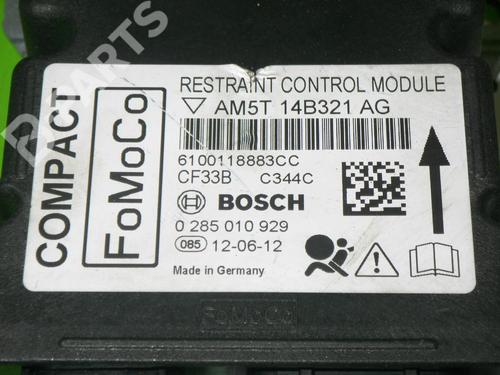 COMPACT
FoMoCo
RESTRAINT CONTROL MODULE
AM5T 14B321 AG
6100118883CC
CF33B C344C
BOSCH
0 285 010 929
085 12-06-12
Made in Germany
FoMoCo
B-PARTS